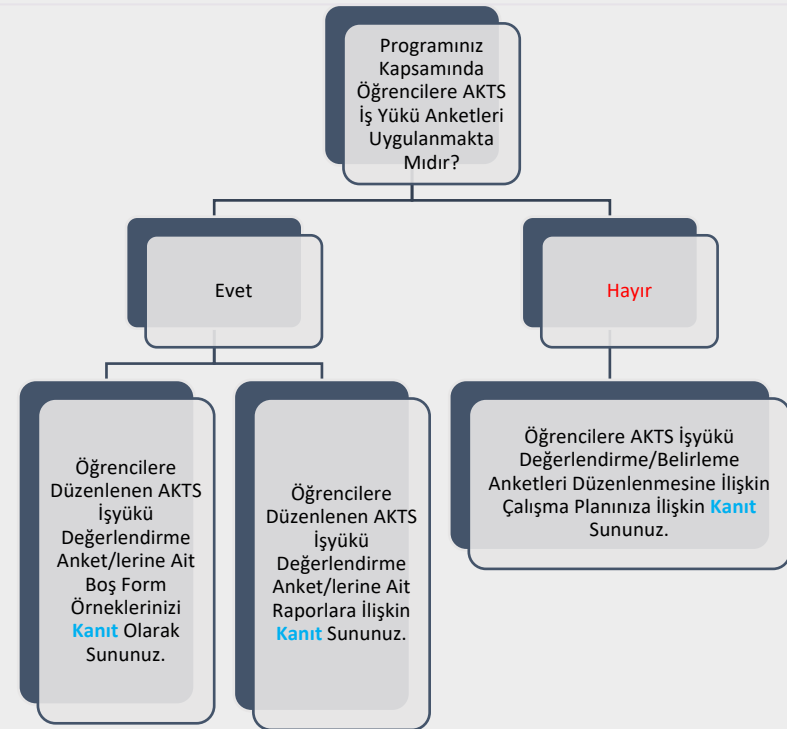 Programınız
Kapsamında
Öğrencilere AKTS
İş Yükü Anketleri
Uygulanmakta
Mıdır?
Evet
Hayır
Öğrencilere
Düzenlenen AKTS
İşyükü
Değerlendirme
Anket/lerine Ait
Boş Form
Örneklerinizi
Kanıt Olarak
Sununuz.
Öğrencilere
Düzenlenen AKTS
İşyükü
Değerlendirme
Anket/lerine Ait
Raporlara İlişkin
Kanıt Sununuz.
Öğrencilere AKTS İşyükü
Değerlendirme/Belirleme
Anketleri Düzenlenmesine İlişkin
Çalışma Planınıza İlişkin Kanıt
Sununuz.